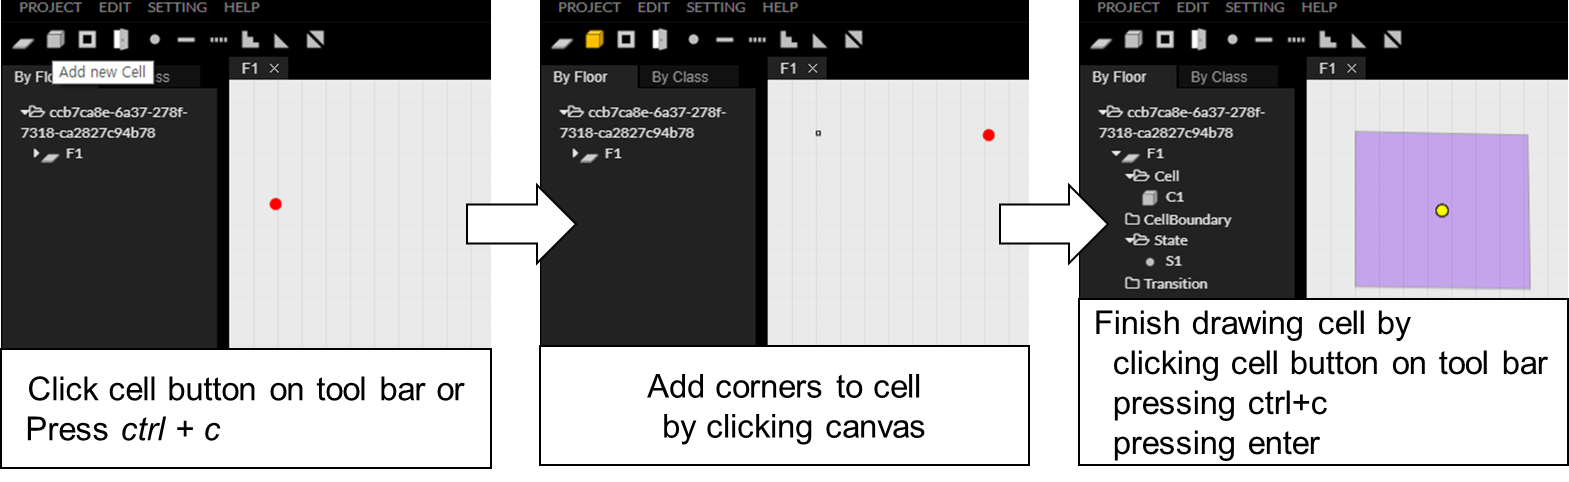 PROJECT EDIT SETTING HELP
Add new Cell
By Flo
ss
F1 ×
ccb7ca8e-6a37-278f-
7318-ca2827c94b78
F1
Click cell button on tool bar or
Press ctrl + c
PROJECT EDIT SETTING HELP
By Floor By Class
F1 ×
ccb7ca8e-6a37-278f-
7318-ca2827c94b78
F1
Add corners to cell
by clicking canvas
PROJECT EDIT SETTING HELP
By Floor By Class
F1 ×
ccb7ca8e-6a37-278f-
7318-ca2827c94b78
F1
Cell
C1
CellBoundary
State
S1
Transition
Finish drawing cell by
clicking cell button on tool bar
pressing ctrl+c
pressing enter